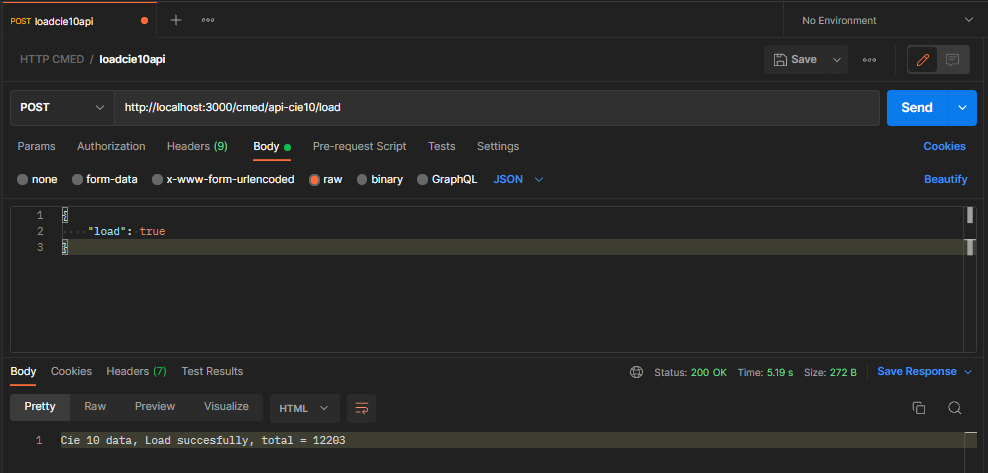 POST loadcie10api
No Environment
HTTP CMED / loadcie10api
Save
POST http://localhost:3000/cmed/api-cie10/load Send
Params Authorization Headers (9) Body Pre-request Script Tests Settings Cookies
none form-data x-www-form-urlencoded raw binary GraphQL JSON Beautify
1 {
2 "load": true
3 }
Body Cookies Headers (7) Test Results Status: 200 OK Time: 5.19 s Size: 272 B Save Response
Pretty Raw Preview Visualize HTML
1 Cie 10 data, Load succesfully, total = 12203